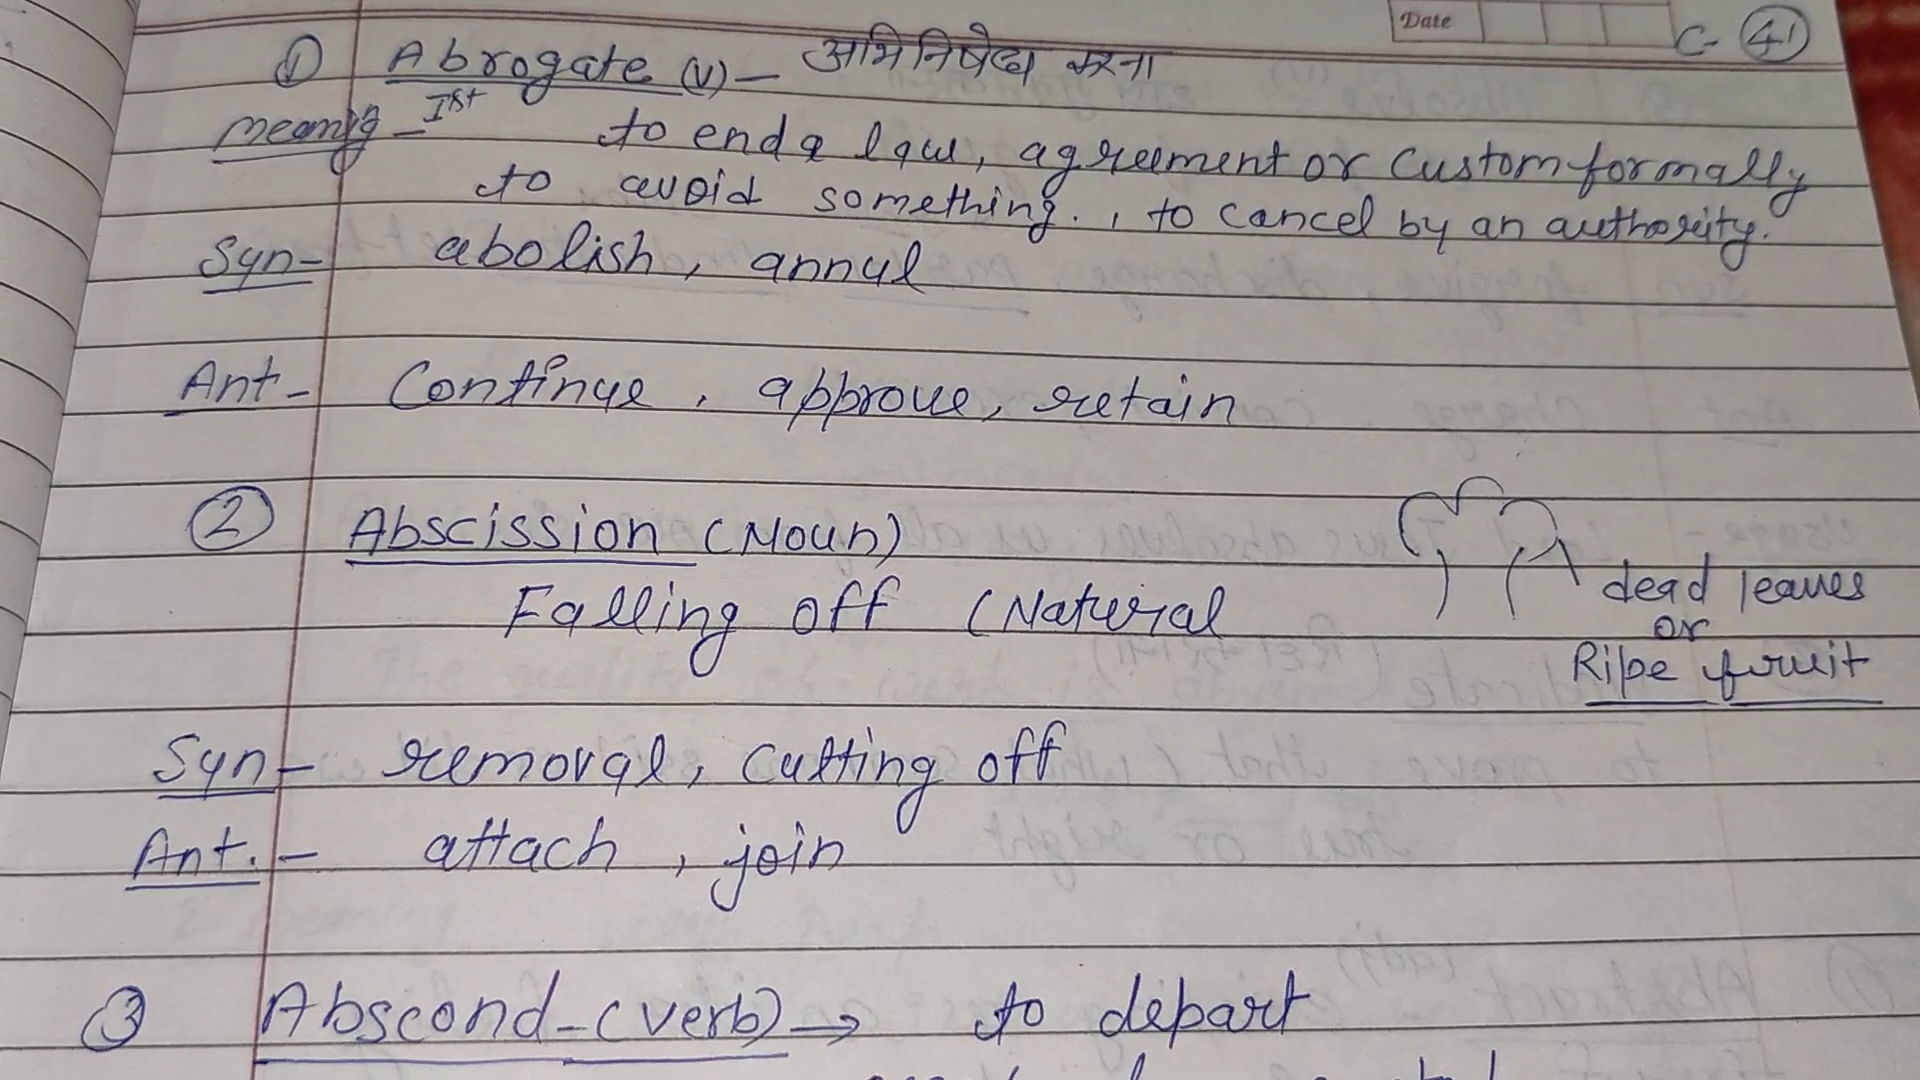 Date
C- 41
① Abrogate (v) – अभिनिषेध करना
Meanig – Ist to end a law, agreement or custom formally
to avoid something. , to cancel by an authority.
Syn- abolish, annul
Ant- Continue, approve, retain
② Abscission (Noun)
Falling off (Natural
dead leaves
or
Ripe fruit
Syn- removal, Cutting off
Ant.- attach, join
③ Abscond-(verb) → to depart